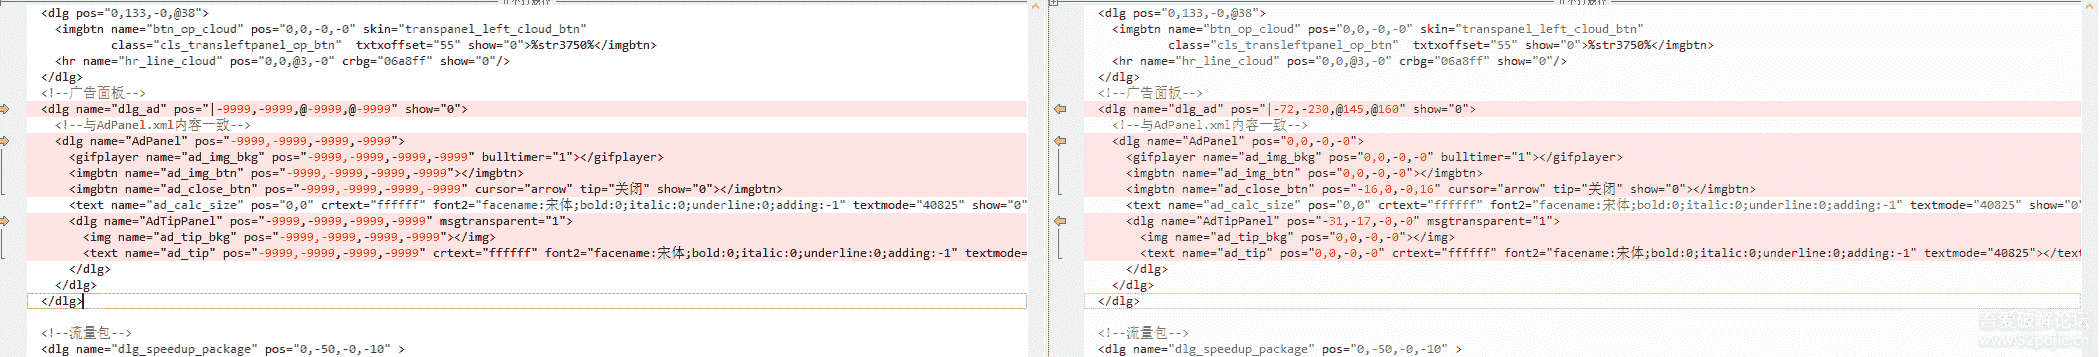 <dlg pos="0,133,-0,@38">
<imgbtn name="btn_op_cloud" pos="0,0,-0,-0" skin="transpanel_left_cloud_btn"
class="cls_transleftpanel_op_btn"  txtxoffset="55" show="0">%str3750%</imgbtn>
<hr name="hr_line_cloud" pos="0,0,@3,-0" crbg="06a8ff" show="0"/>
</dlg>
<!--广告面板-->
<dlg name="dlg_ad" pos="|-9999,-9999,@-9999,@-9999" show="0">
<!--与AdPanel.xml内容一致-->
<dlg name="AdPanel" pos="-9999,-9999,-9999,-9999">
<gifplayer name="ad_img_bkg" pos="-9999,-9999,-9999,-9999" bulltimer="1"></gifplayer>
<imgbtn name="ad_img_btn" pos="-9999,-9999,-9999,-9999"></imgbtn>
<imgbtn name="ad_close_btn" pos="-9999,-9999,-9999,-9999" cursor="arrow" tip="关闭" show="0"></imgbtn>
<text name="ad_calc_size" pos="0,0" crtext="ffffff" font2="facename:宋体;bold:0;italic:0;underline:0;adding:-1" textmode="40825" show="0"
<dlg name="AdTipPanel" pos="-9999,-9999,-9999,-9999" msgtransparent="1">
<img name="ad_tip_bkg" pos="-9999,-9999,-9999,-9999"></img>
<text name="ad_tip" pos="-9999,-9999,-9999,-9999" crtext="ffffff" font2="facename:宋体;bold:0;italic:0;underline:0;adding:-1" textmode=
</dlg>
</dlg>
</dlg>
<!--流量包-->
<dlg name="dlg_speedup_package" pos="0,-50,-0,-10" >
<dlg pos="0,133,-0,@38">
<imgbtn name="btn_op_cloud" pos="0,0,-0,-0" skin="transpanel_left_cloud_btn"
class="cls_transleftpanel_op_btn"  txtxoffset="55" show="0">%str3750%</imgbtn>
<hr name="hr_line_cloud" pos="0,0,@3,-0" crbg="06a8ff" show="0"/>
</dlg>
<!--广告面板-->
<dlg name="dlg_ad" pos="|-72,-230,@145,@160" show="0">
<!--与AdPanel.xml内容一致-->
<dlg name="AdPanel" pos="0,0,-0,-0">
<gifplayer name="ad_img_bkg" pos="0,0,-0,-0" bulltimer="1"></gifplayer>
<imgbtn name="ad_img_btn" pos="0,0,-0,-0"></imgbtn>
<imgbtn name="ad_close_btn" pos="-16,0,-0,16" cursor="arrow" tip="关闭" show="0"></imgbtn>
<text name="ad_calc_size" pos="0,0" crtext="ffffff" font2="facename:宋体;bold:0;italic:0;underline:0;adding:-1" textmode="40825" show="0"
<dlg name="AdTipPanel" pos="-31,-17,-0,-0" msgtransparent="1">
<img name="ad_tip_bkg" pos="0,0,-0,-0"></img>
<text name="ad_tip" pos="0,0,-0,-0" crtext="ffffff" font2="facename:宋体;bold:0;italic:0;underline:0;adding:-1" textmode="40825"></text
</dlg>
</dlg>
</dlg>
<!--流量包-->
<dlg name="dlg_speedup_package" pos="0,-50,-0,-10" >
吾爱破解论坛
www.52pojie.cn